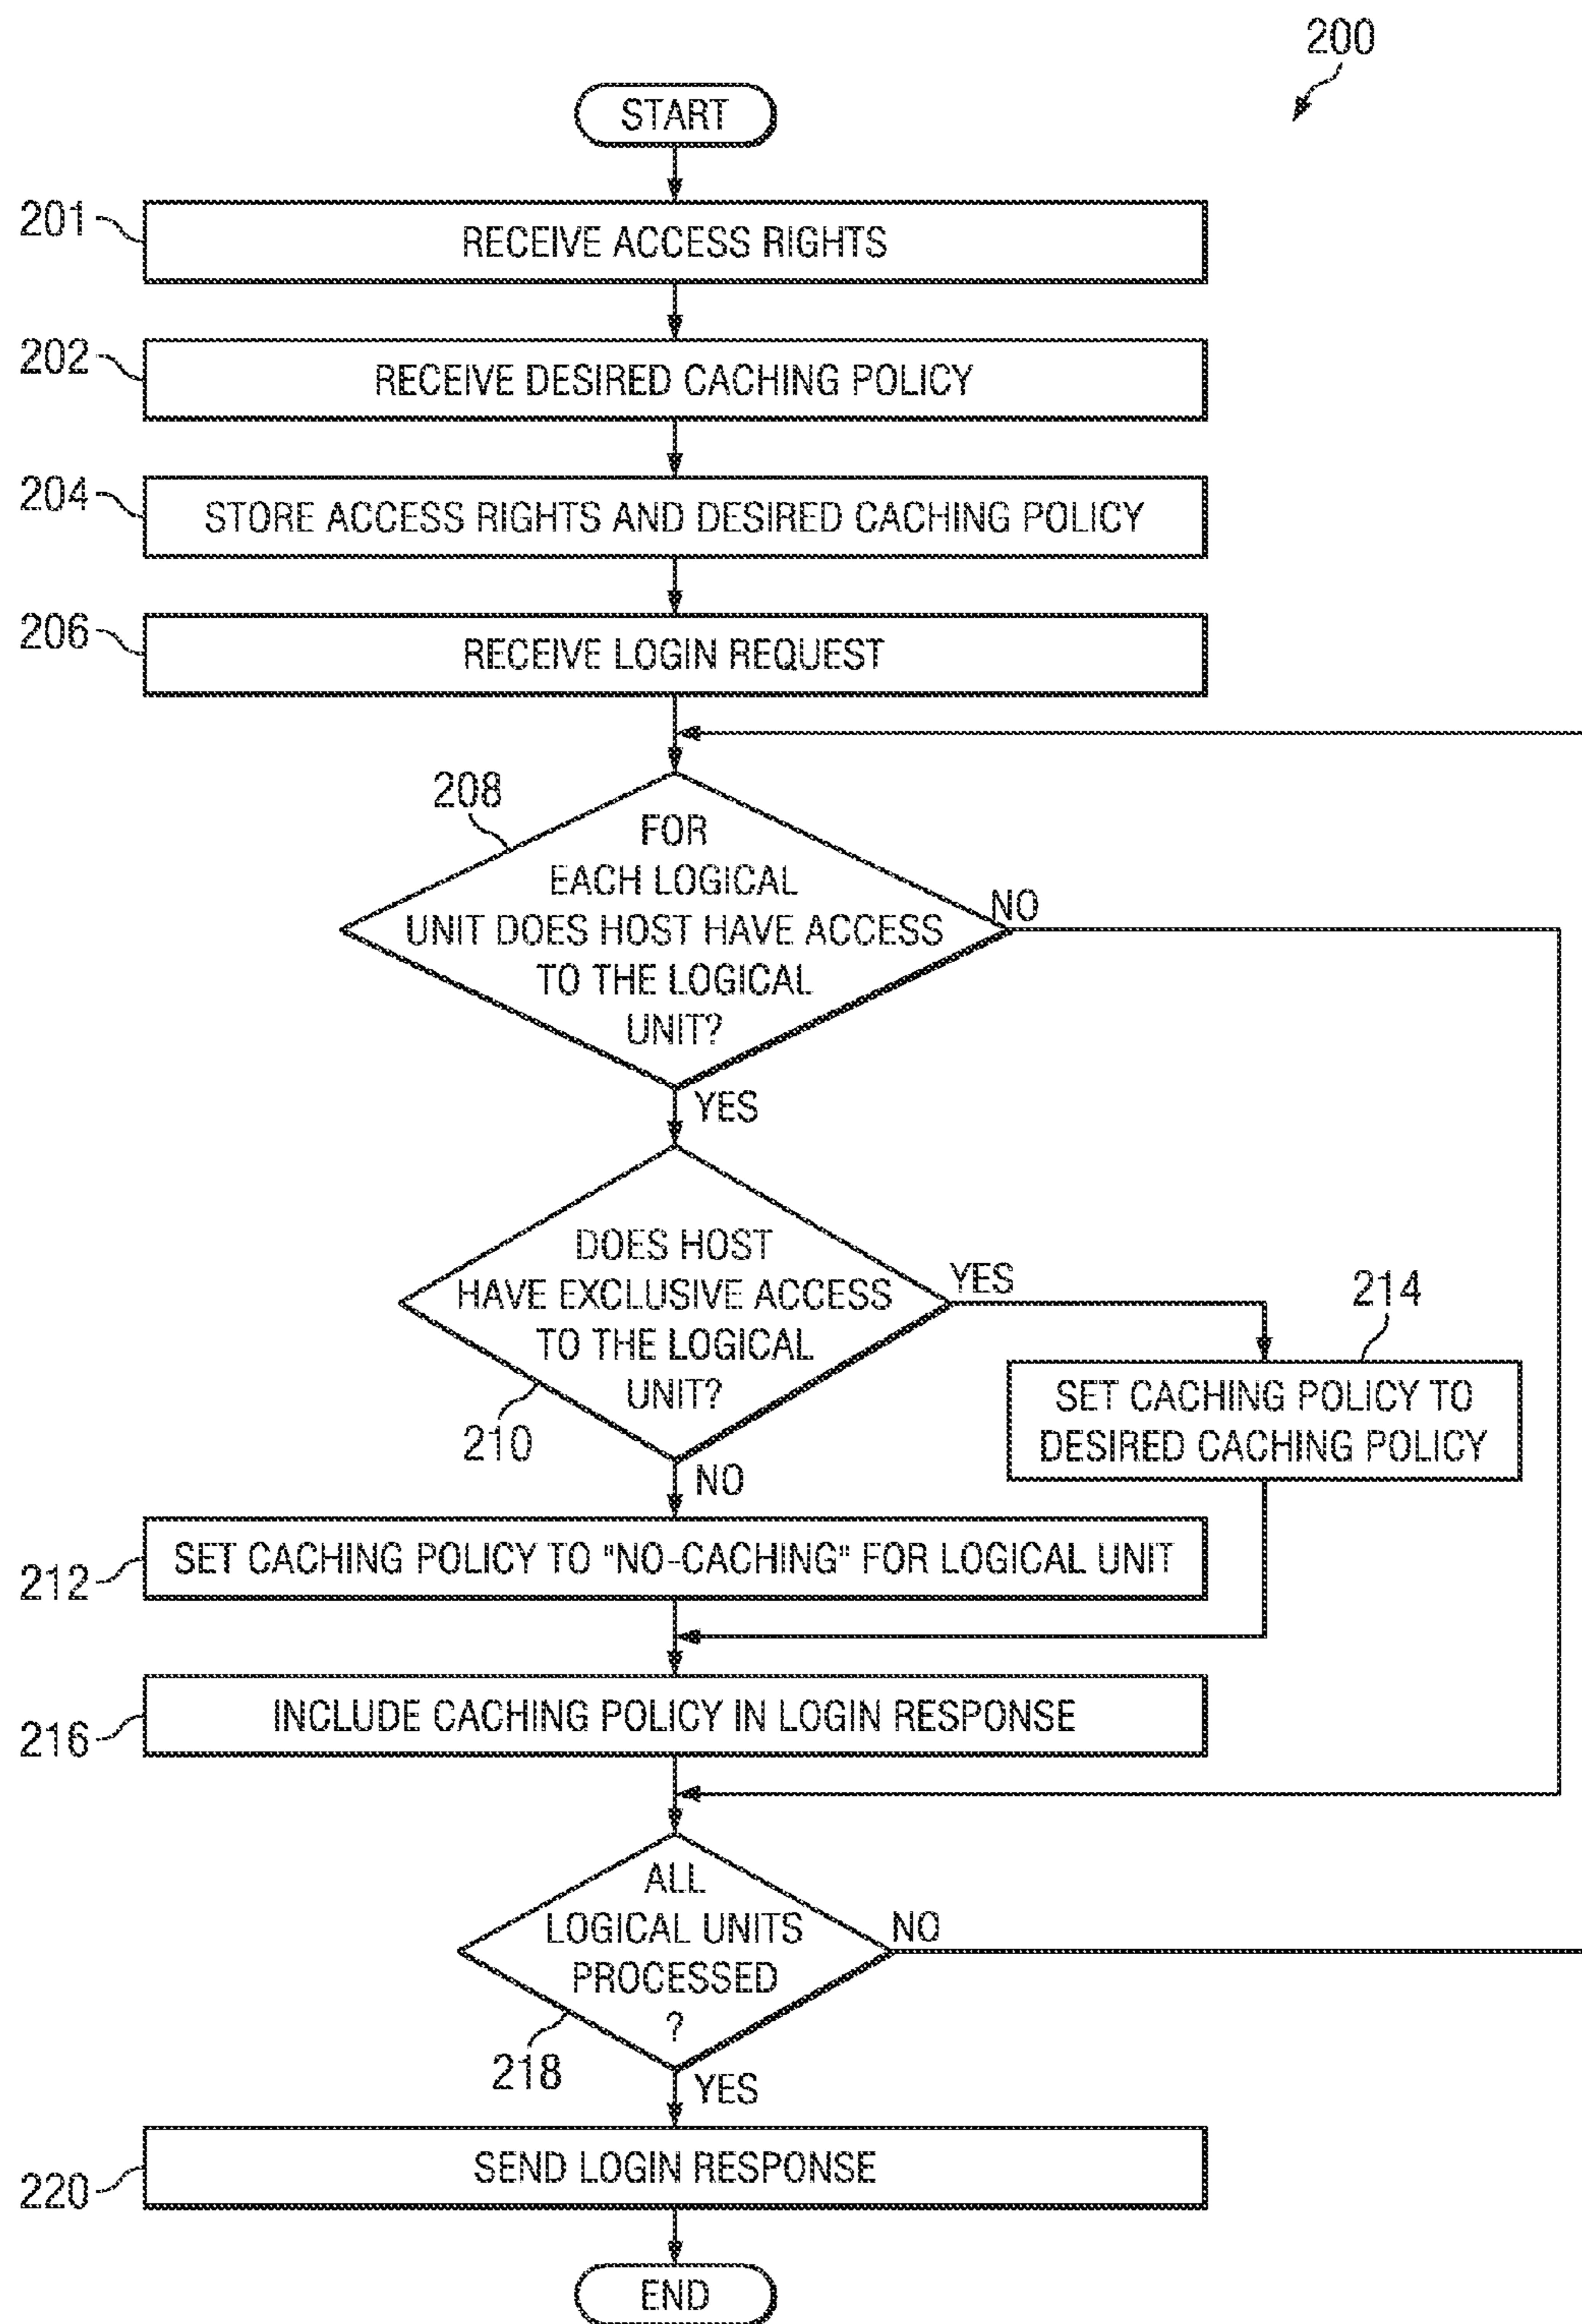 200
START
201
RECEIVE ACCESS RIGHTS
202
RECEIVE DESIRED CACHING POLICY
204
STORE ACCESS RIGHTS AND DESIRED CACHING POLICY
206
RECEIVE LOGIN REQUEST
208
FOR
EACH LOGICAL
UNIT DOES HOST HAVE ACCESS
TO THE LOGICAL
UNIT?
NO
YES
DOES HOST
HAVE EXCLUSIVE ACCESS
TO THE LOGICAL
UNIT?
YES
210
NO
214
SET CACHING POLICY TO
DESIRED CACHING POLICY
212
SET CACHING POLICY TO "NO-CACHING" FOR LOGICAL UNIT
216
INCLUDE CACHING POLICY IN LOGIN RESPONSE
ALL
LOGICAL UNITS
PROCESSED
?
NO
218
YES
220
SEND LOGIN RESPONSE
END